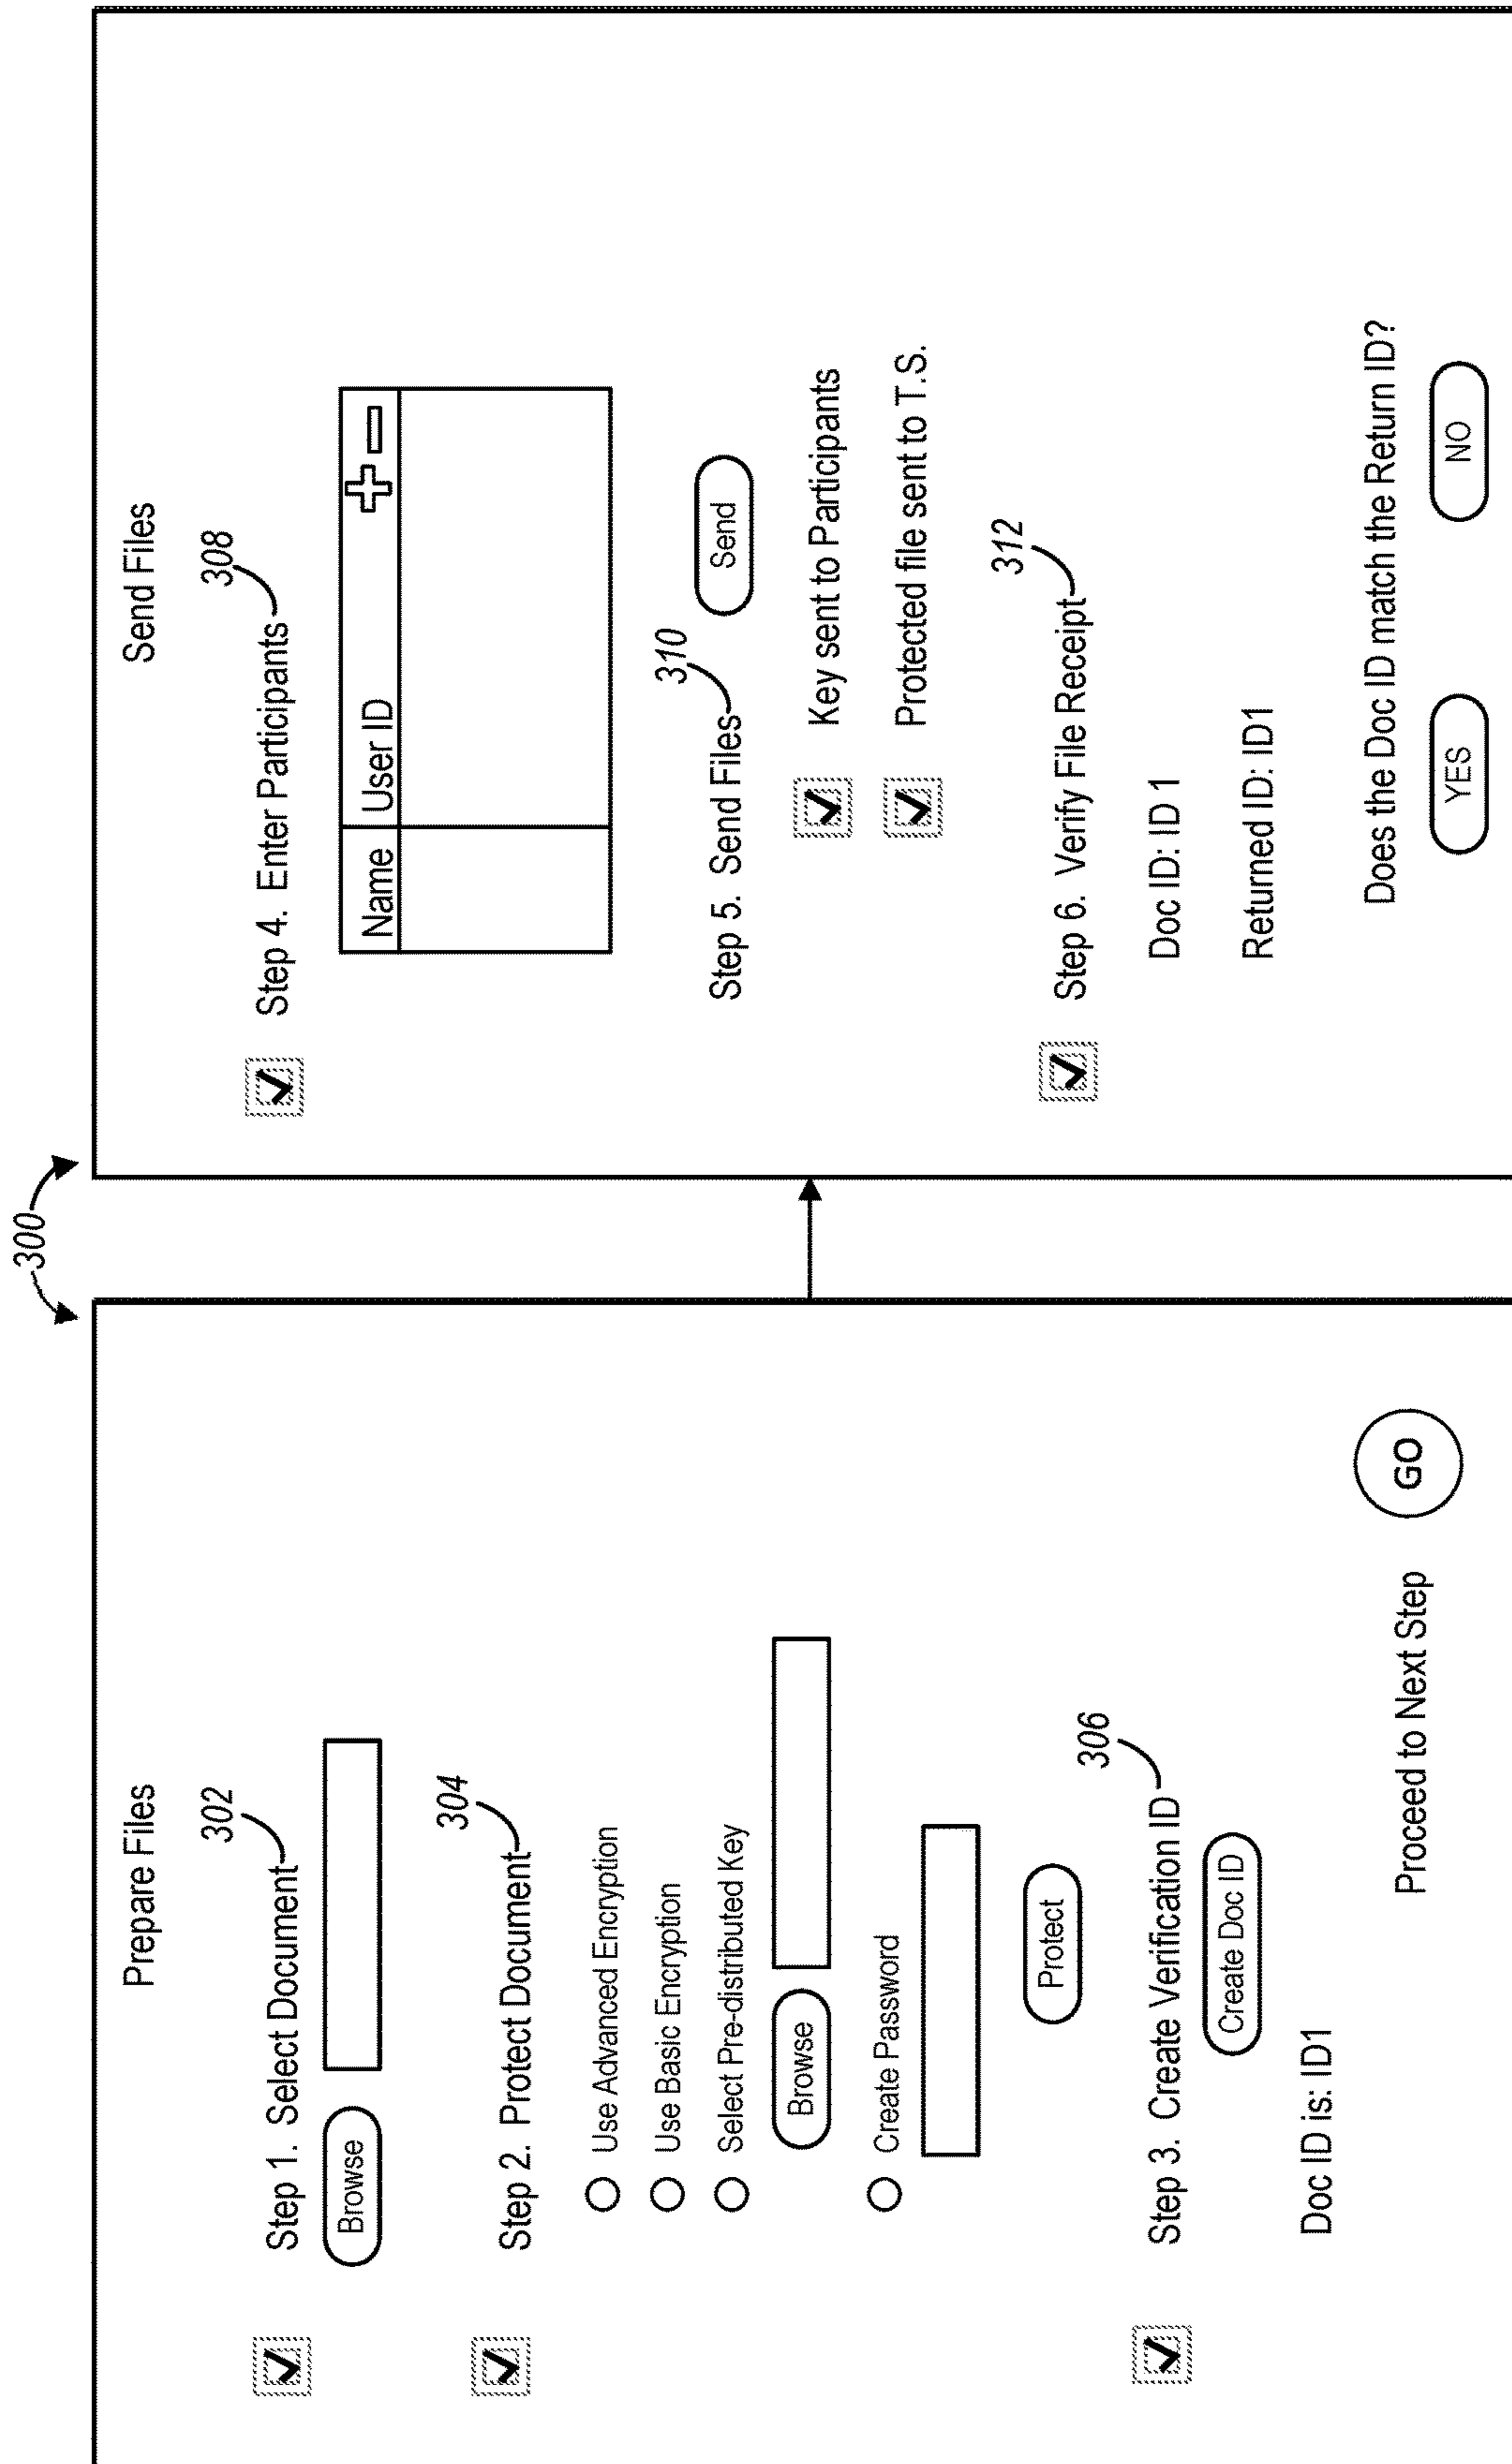 300
Prepare Files
302
Step 1. Select Document
Browse
304
Step 2. Protect Document
Use Advanced Encryption
Use Basic Encryption
Select Pre-distributed Key
Browse
Create Password
Protect
306
Step 3. Create Verification ID
Create Doc ID
Doc ID is: ID1
Proceed to Next Step
GO
Send Files
308
Step 4. Enter Participants
Name User ID
310
Step 5. Send Files
Send
Key sent to Participants
Protected file sent to T.S.
312
Step 6. Verify File Receipt
Doc ID: ID 1
Returned ID: ID1
Does the Doc ID match the Return ID?
YES NO